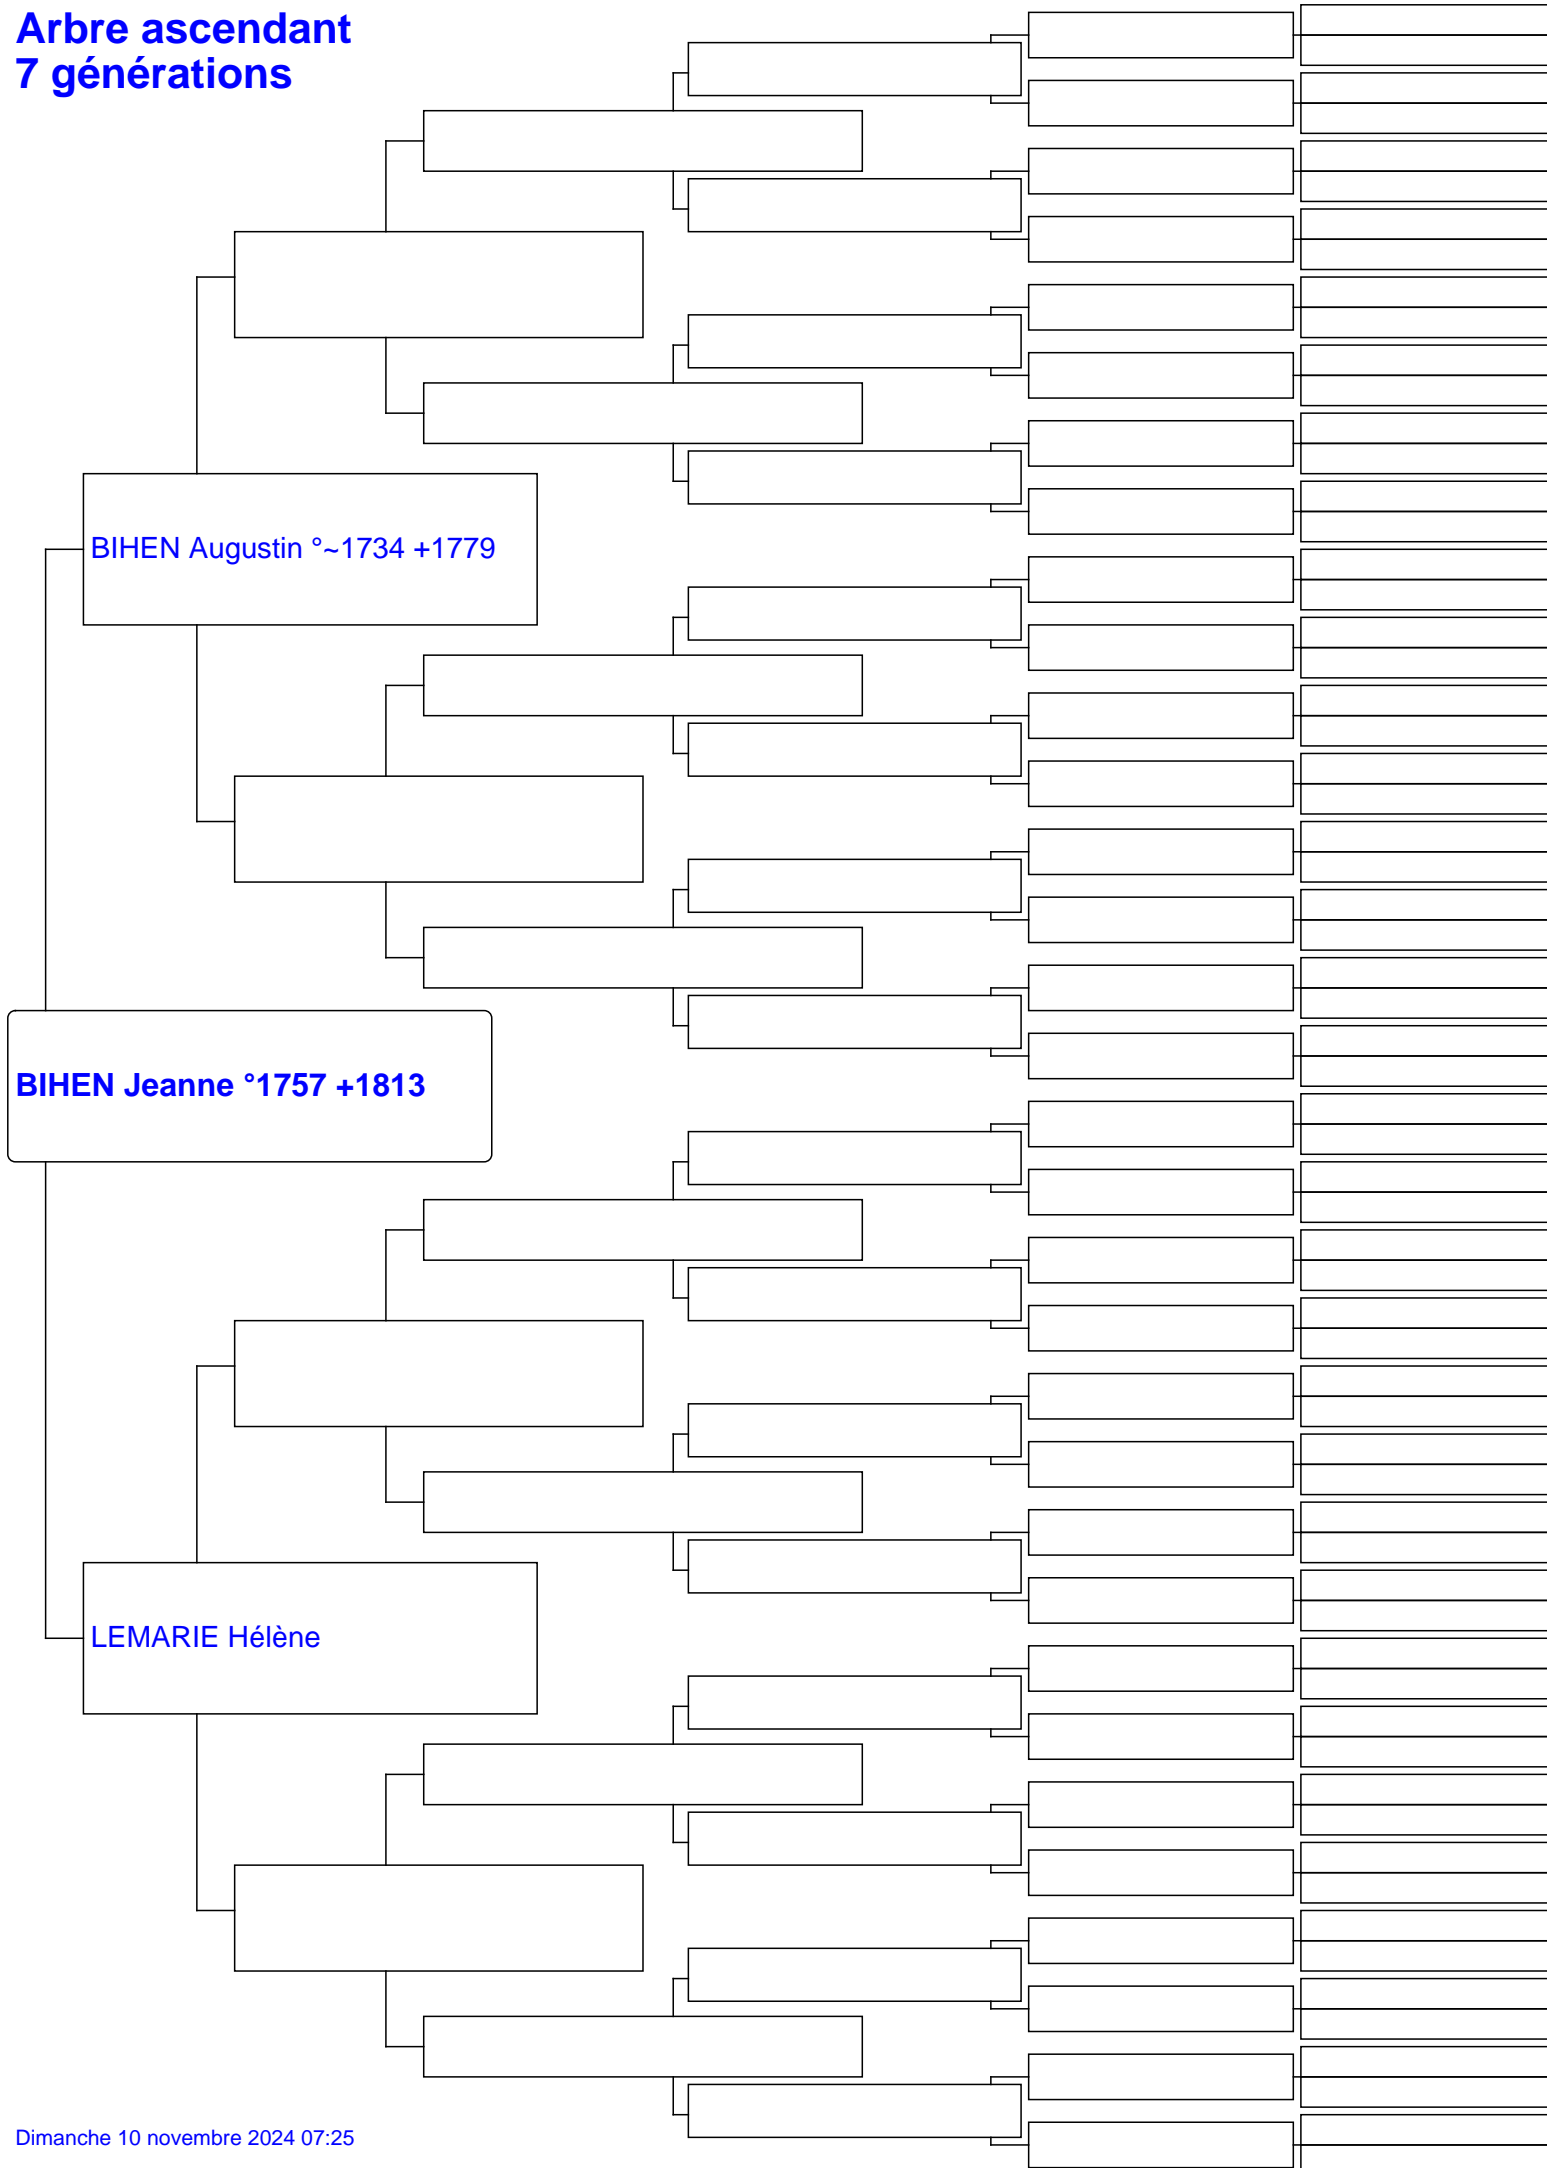 Arbre ascendant
7 générations
BIHEN Augustin °~1734 +1779
BIHEN Jeanne °1757 +1813
LEMARIE Hélène
Dimanche 10 novembre 2024 07:25